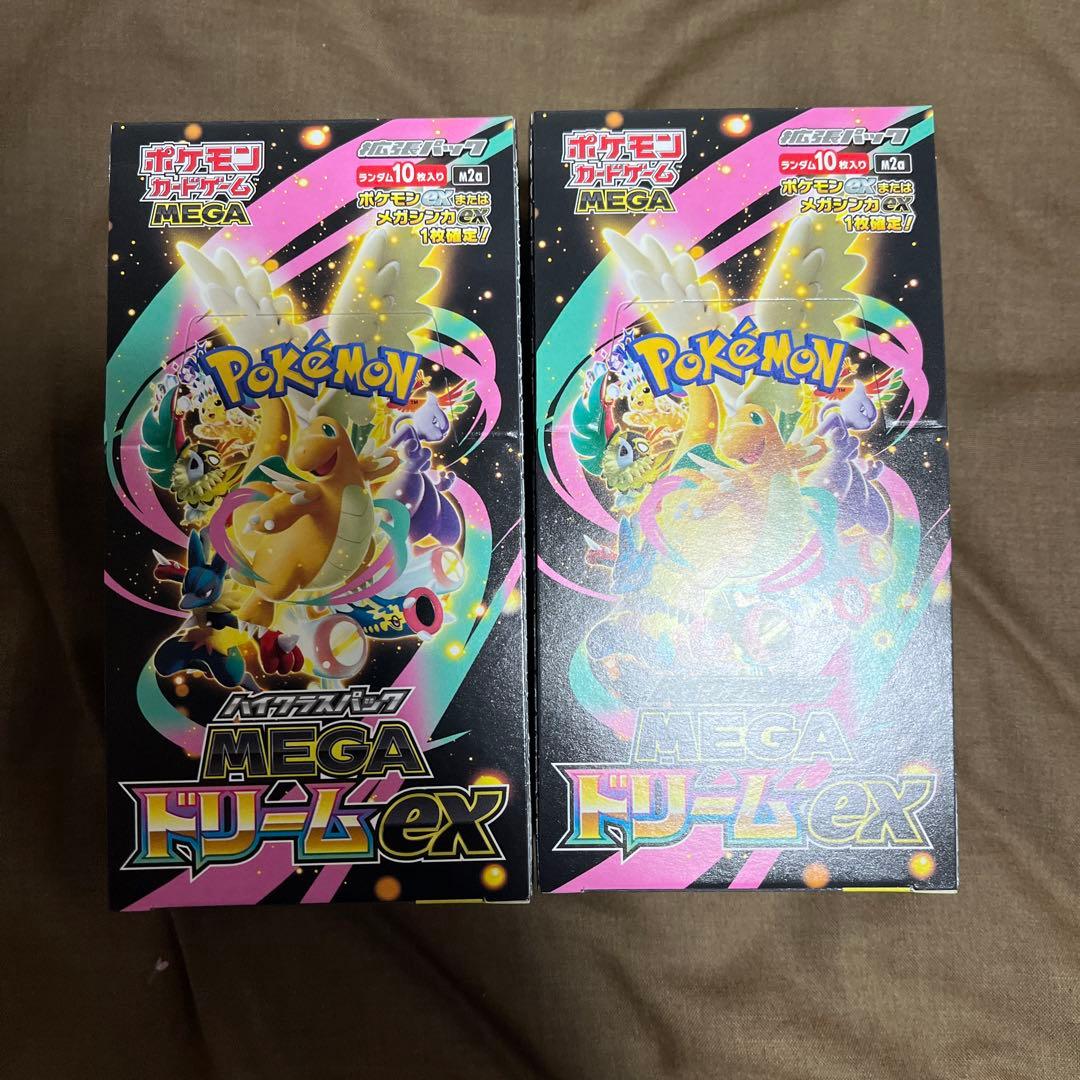 ポケモン
カードゲーム
MEGA
拡張パック
ランダム10枚入り
M2a
ポケモンexまたは
メガシンカex
1枚確定!
POKéMON
TM
ハイクラスパック
MEGA
ドリームex
ポケモン
カードゲーム
MEGA
拡張パック
ランダム10枚入り
M2a
ポケモンexまたは
メガシンカex
1枚確定!
POKéMON
MEGA
ドリームex